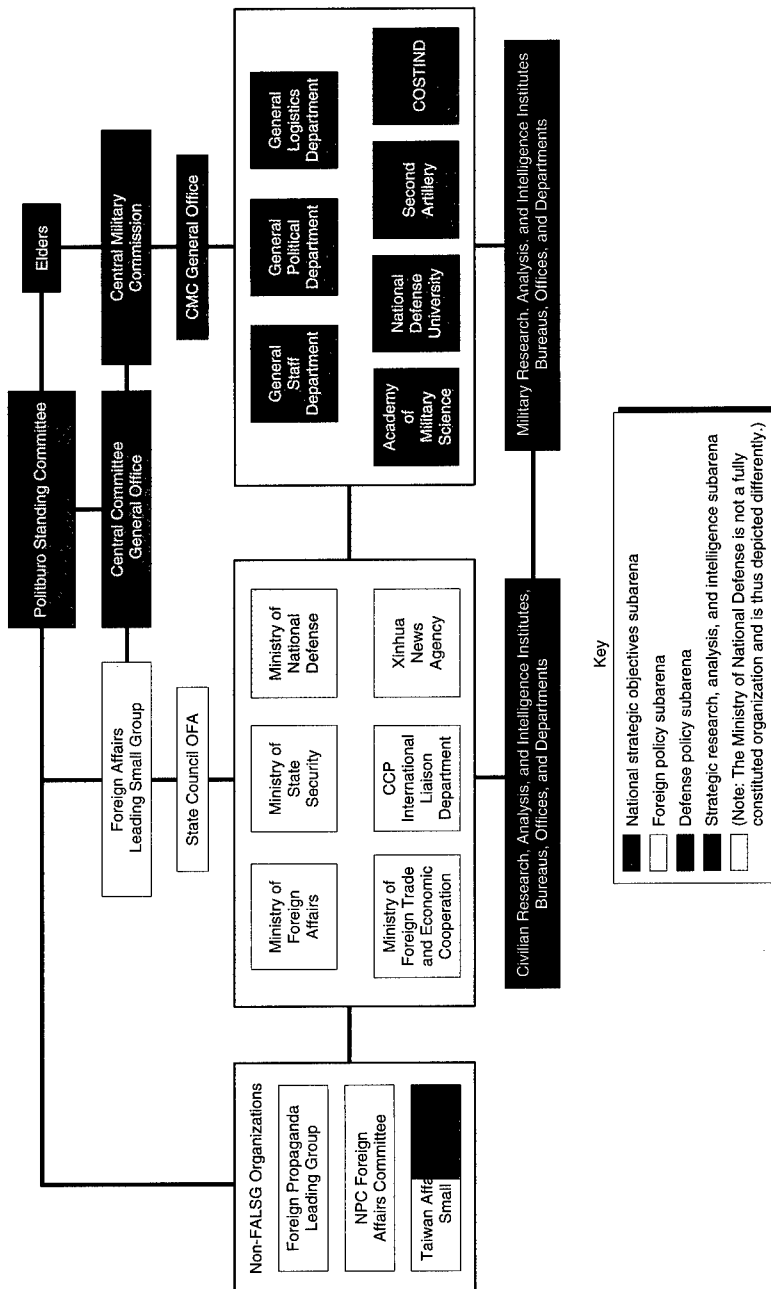 Politburo Standing Committee
Elders
Foreign Affairs
Leading Small Group
Central Committee
General Office
Central Military
Commission
State Council OFA
CMC General Office
Non-FALSG Organizations
Foreign Propaganda
Leading Group
NPC Foreign
Affairs Committee
Taiwan Affa
Small
Ministry of
Foreign
Affairs
Ministry of
State
Security
Ministry of
National
Defense
Ministry of
Foreign Trade
and Economic
Cooperation
CCP
International
Liaison
Department
Xinhua
News
Agency
General
Staff
Department
General
Political
Department
General
Logistics
Department
Academy
of
Military
Science
National
Defense
University
Second
Artillery
COSTIND
Civilian Research, Analysis, and Intelligence Institutes,
Bureaus, Offices, and Departments
Military Research, Analysis, and Intelligence Institutes
Bureaus, Offices, and Departments
Key
National strategic objectives subarena
Foreign policy subarena
Defense policy subarena
Strategic research, analysis, and intelligence subarena
(Note: The Ministry of National Defense is not a fully
constituted organization and is thus depicted differently.)